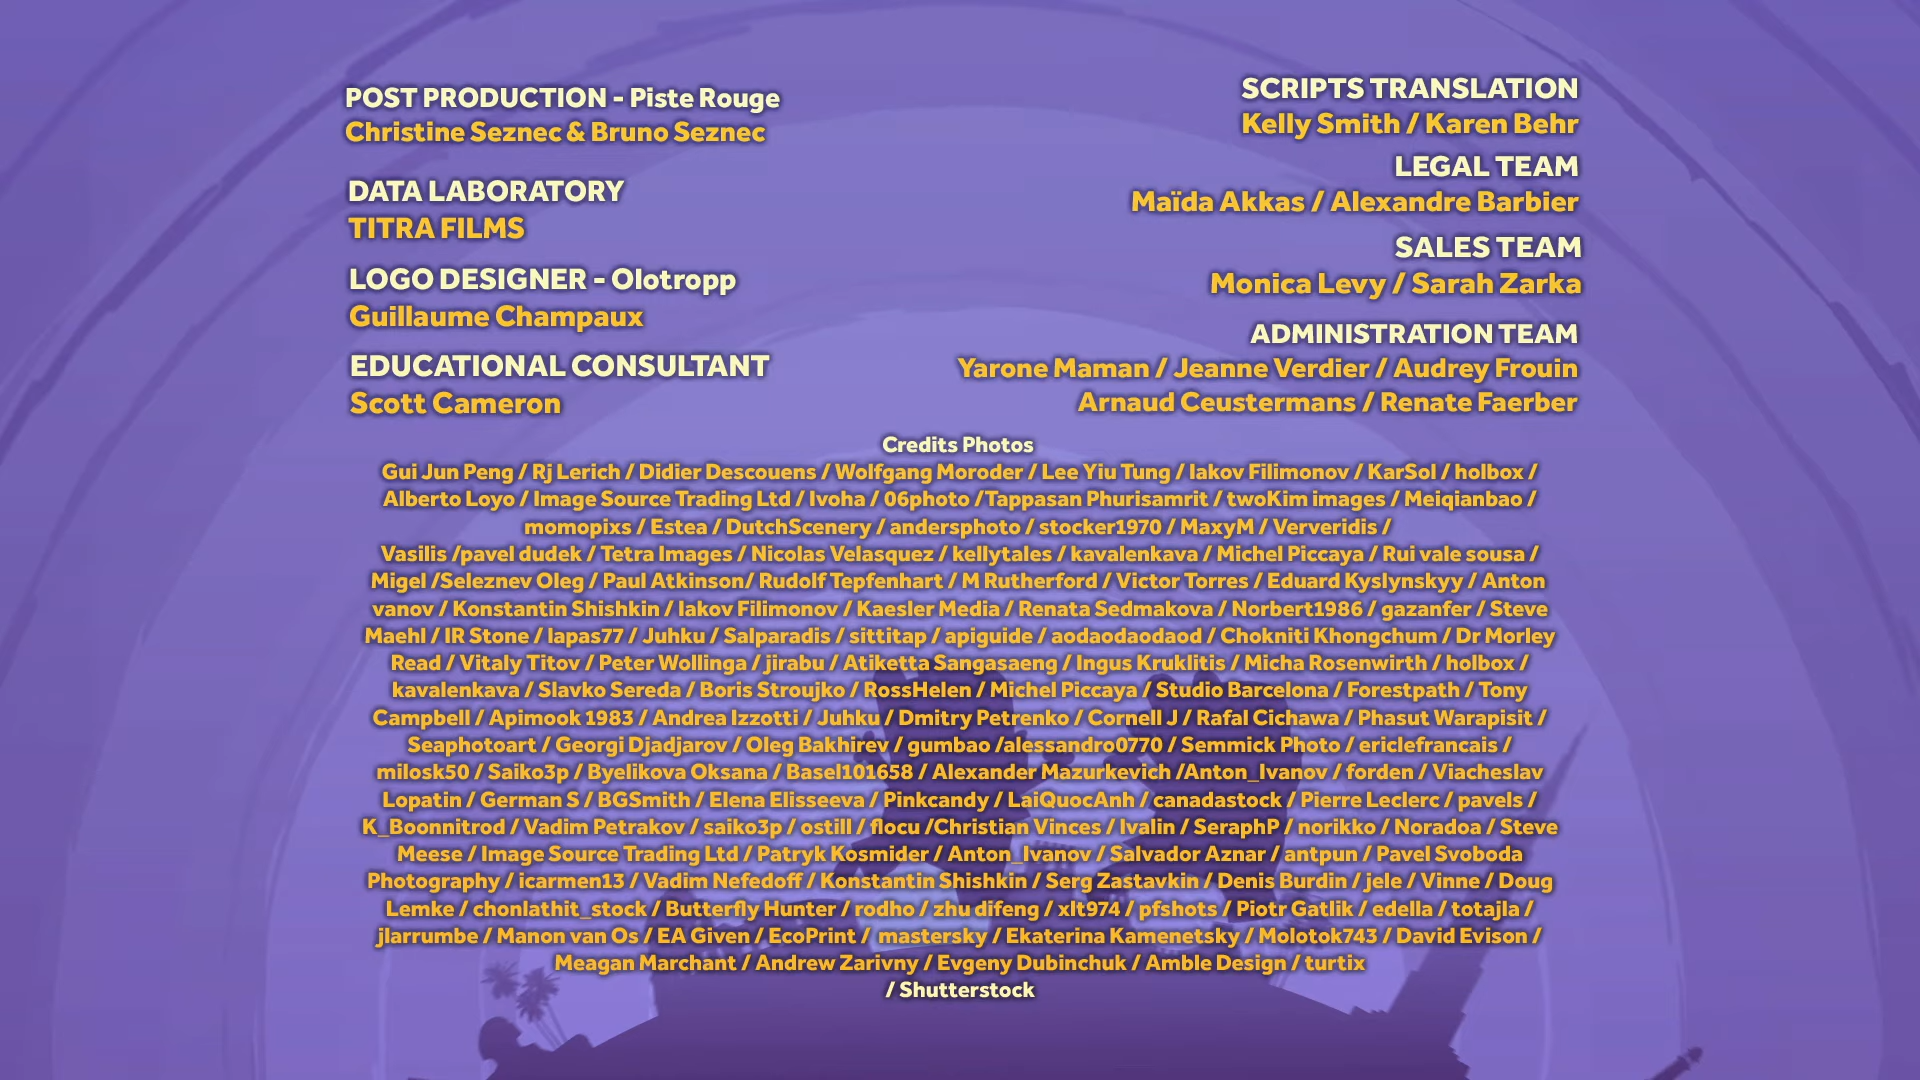 POST PRODUCTION - Piste Rouge
Christine Seznec & Bruno Seznec
DATA LABORATORY
TITRA FILMS
LOGO DESIGNER - Olotropp
Guillaume Champaux
EDUCATIONAL CONSULTANT
Scott Cameron
SCRIPTS TRANSLATION
Kelly Smith / Karen Behr
LEGAL TEAM
Maïda Akkas / Alexandre Barbier
SALES TEAM
Monica Levy / Sarah Zarka
ADMINISTRATION TEAM
Yarone Maman / Jeanne Verdier / Audrey Frouin
Arnaud Ceustermans / Renate Faerber
Credits Photos
Gui Jun Peng / Rj Lerich / Didier Descouens / Wolfgang Moroder / Lee Yiu Tung / Iakov Filimonov / KarSol / holbox /
Alberto Loyo / Image Source Trading Ltd / Ivoha / 06photo /Tappasan Phurisamrit / twoKim images / Meiqianbao /
momopixs / Estea / DutchScenery / andersphoto / stocker1970 / MaxyM / Ververidis /
Vasilis /pavel dudek / Tetra Images / Nicolas Velasquez / kellytales / kavalenkava / Michel Piccaya / Rui vale sousa /
Migel /Seleznev Oleg / Paul Atkinson/ Rudolf Tepfenhart / M Rutherford / Victor Torres / Eduard Kyslynskyy / Anton
vanov / Konstantin Shishkin / Iakov Filimonov / Kaesler Media / Renata Sedmakova / Norbert1986 / gazanfer / Steve
Maehl / IR Stone / lapas77 / Juhku / Salparadis / sittitap / apiguide / aodaodaodaod / Chokniti Khongchum / Dr Morley
Read / Vitaly Titov / Peter Wollinga / jirabu / Atiketta Sangasaeng / Ingus Kruklitis / Micha Rosenwirth / holbox /
kavalenkava / Slavko Sereda / Boris Stroujko / RossHelen / Michel Piccaya / Studio Barcelona / Forestpath / Tony
Campbell / Apimook 1983 / Andrea Izzotti / Juhku / Dmitry Petrenko / Cornell J / Rafal Cichawa / Phasut Warapisit /
Seaphotoart / Georgi Djadjarov / Oleg Bakhirev / gumbao /alessandro0770 / Semmick Photo / ericlefrancais /
milosk50 / Saiko3p / Byelikova Oksana / Basel101658 / Alexander Mazurkevich /Anton_Ivanov / forden / Viacheslav
Lopatin / German S / BGSmith / Elena Elisseeva / Pinkcandy / LaiQuocAnh / canadastock / Pierre Leclerc / pavels /
K_Boonnitrod / Vadim Petrakov / saiko3p / ostill / flocu /Christian Vinces / Ivalin / SeraphP / norikko / Noradoa / Steve
Meese / Image Source Trading Ltd / Patryk Kosmider / Anton_Ivanov / Salvador Aznar / antpun / Pavel Svoboda
Photography / icarmen13 / Vadim Nefedoff / Konstantin Shishkin / Serg Zastavkin / Denis Burdin / jele / Vinne / Doug
Lemke / chonlathit_stock / Butterfly Hunter / rodho / zhu difeng / xlt974 / pfshots / Piotr Gatlik / edella / totajla /
jlarrumbe / Manon van Os / EA Given / EcoPrint / mastersky / Ekaterina Kamenetsky / Molotok743 / David Evison /
Meagan Marchant / Andrew Zarivny / Evgeny Dubinchuk / Amble Design / turtix
/ Shutterstock